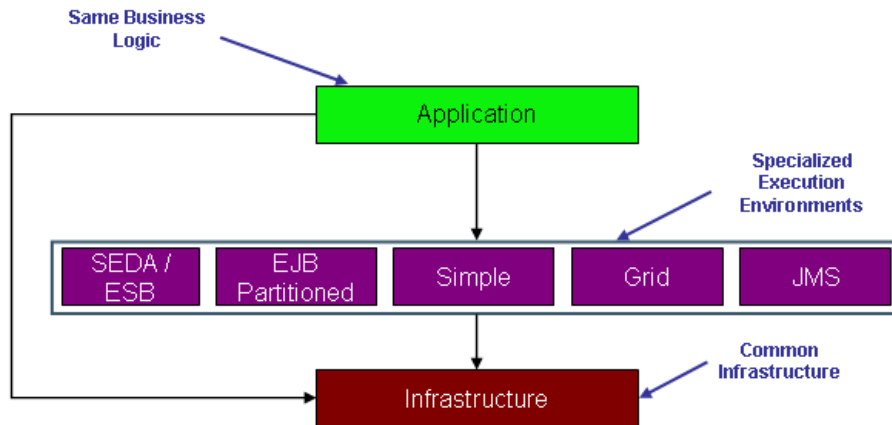 Same Business
Logic
Application
Specialized
Execution
Environments
SEDA /
ESB
EJB
Partitioned
Simple
Grid
JMS
Common
Infrastructure
Infrastructure